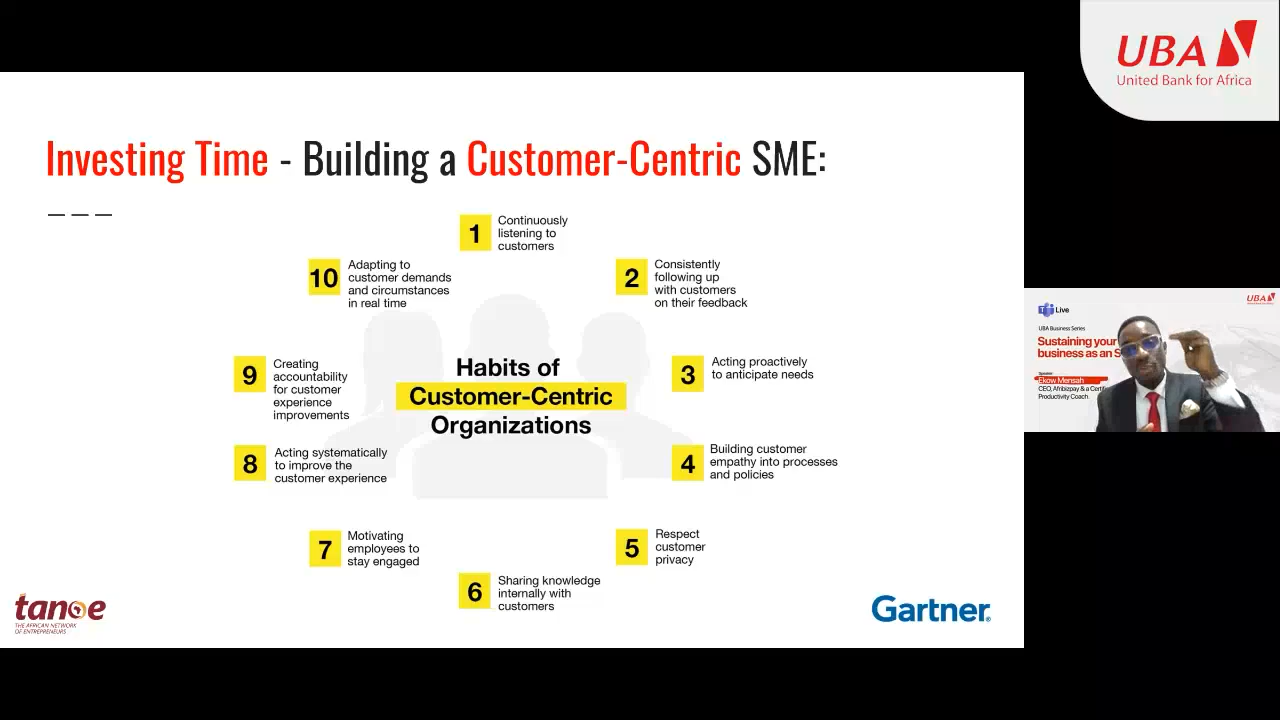 UBA
United Bank for Africa
Investing Time - Building a Customer-Centric SME:
1
Continuously
listening to
customers
2
Consistently
following up
with customers
on their feedback
3
Acting proactively
to anticipate needs
4
Building customer
empathy into processes
and policies
5
Respect
customer
privacy
6
Sharing knowledge
internally with
customers
7
Motivating
employees to
stay engaged
8
Acting systematically
to improve the
customer experience
9
Creating
accountability
for customer
experience
improvements
10
Adapting to
customer demands
and circumstances
in real time
Habits of
Customer-Centric
Organizations
tanoe
THE AFRICAN NETWORK
OF ENTREPRENEURS
Gartner®
Live
UBA
UBA Business Series
Sustaining your
business as an S
Speaker
Ekow Mensah
CEO, Afribizpay & a Certif
Productivity Coach